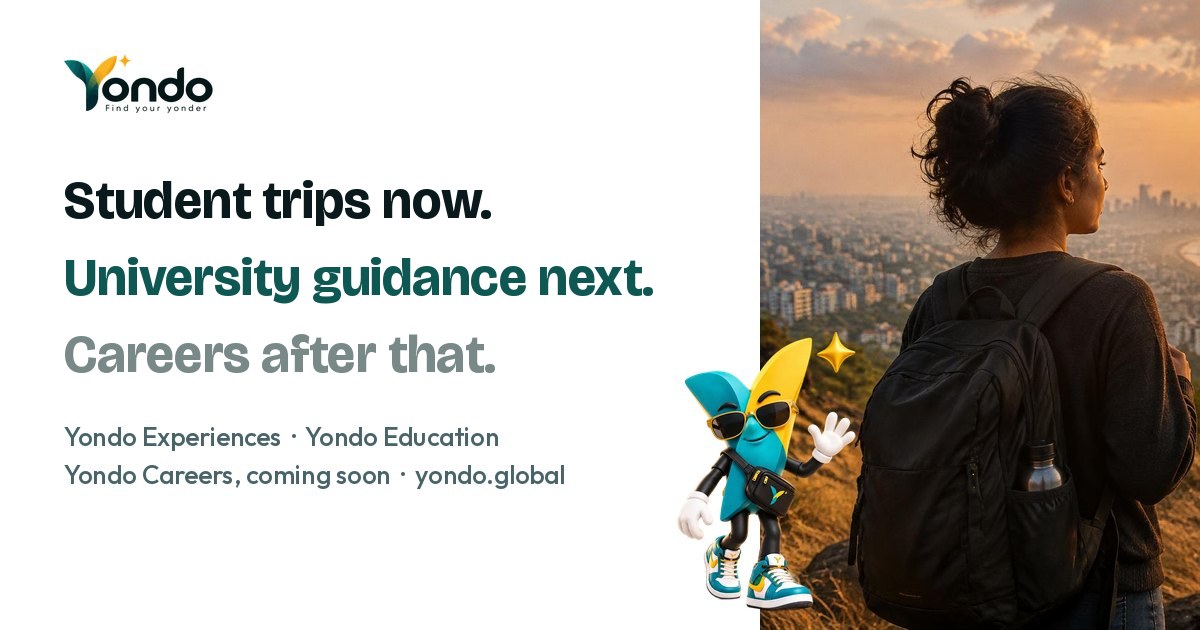 Yondo
Find your yonder
Student trips now.
University guidance next.
Careers after that.
Yondo Experiences · Yondo Education
Yondo Careers, coming soon · yondo.global